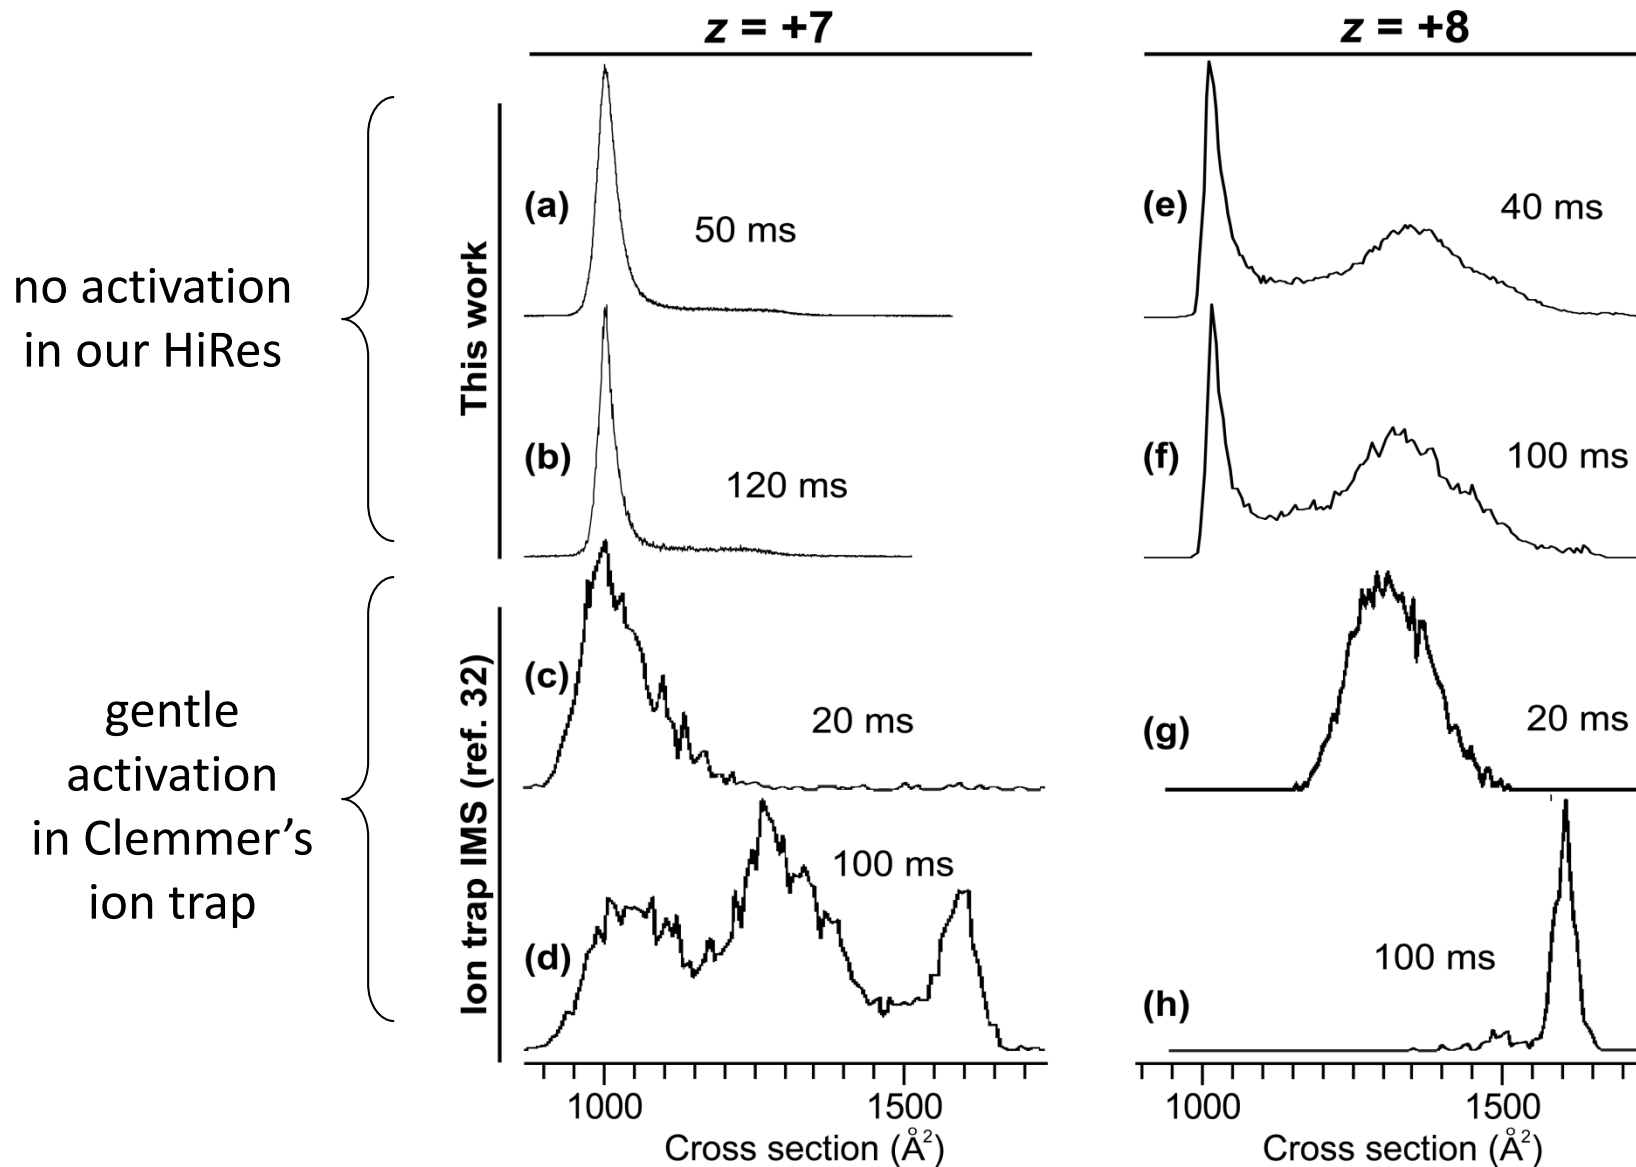 z = +7
z = +8
no activation
in our HiRes
This work
(a)
50 ms
(e)
40 ms
(b)
120 ms
(f)
100 ms
gentle
activation
in Clemmer’s
ion trap
Ion trap IMS (ref. 32)
(c)
20 ms
(g)
20 ms
(d)
100 ms
(h)
100 ms
1000
1500
1000
1500
Cross section (Å²)
Cross section (Å²)